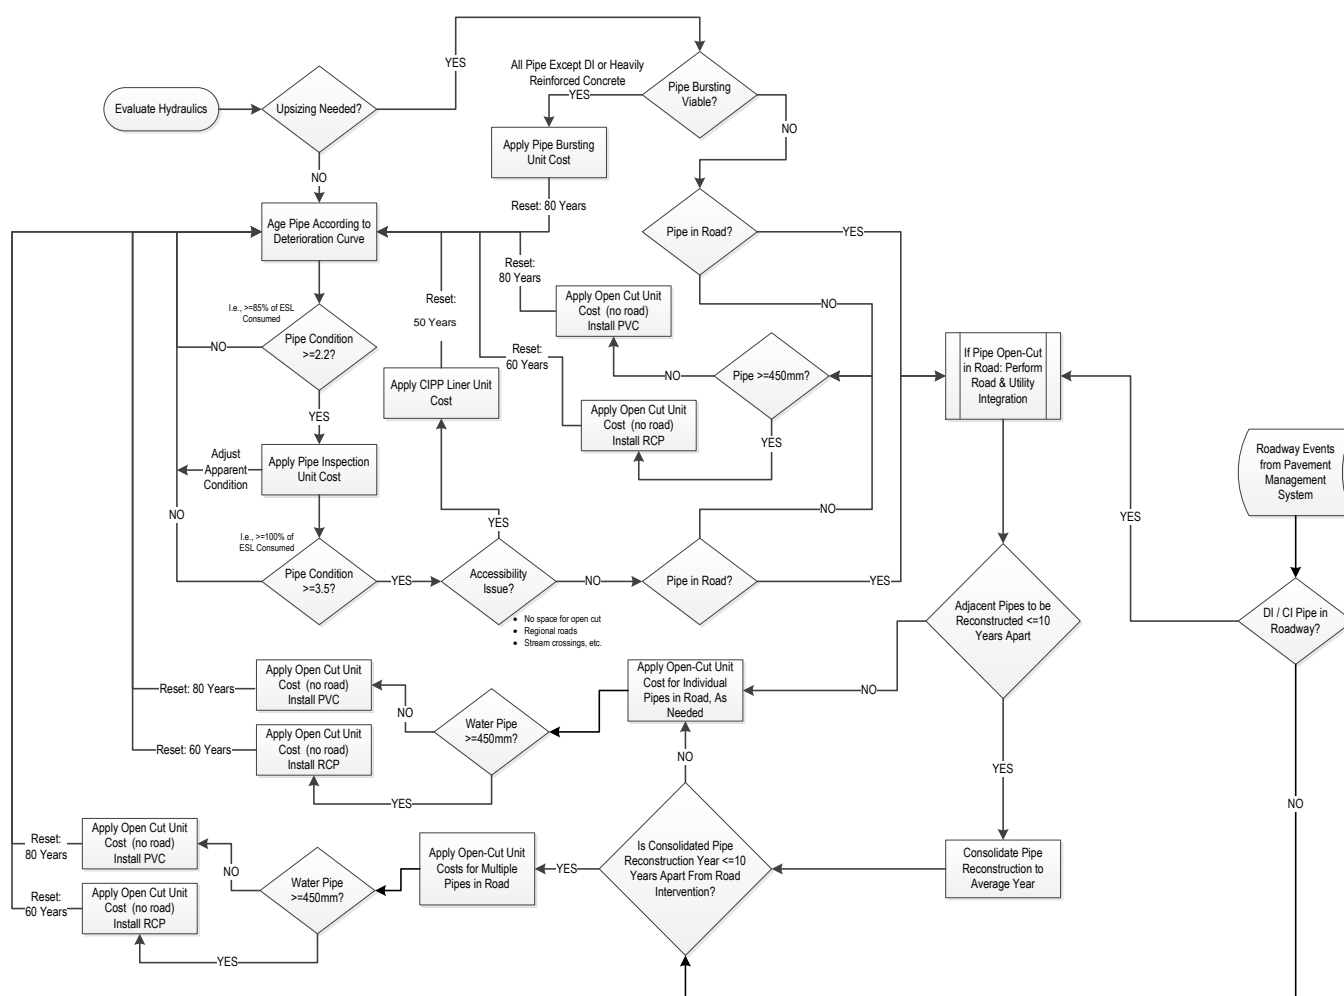 YES
All Pipe Except DI or Heavily
Reinforced Concrete
YES
Pipe Bursting
Viable?
Evaluate Hydraulics
Upsizing Needed?
NO
Apply Pipe Bursting
Unit Cost
NO
Reset: 80 Years
Age Pipe According to
Deterioration Curve
Pipe in Road?
YES
Reset:
80 Years
Reset:
50 Years
I.e., >=85% of ESL
Consumed
Apply Open Cut Unit
Cost (no road)
Install PVC
NO
Pipe Condition
>=2.2?
NO
Reset:
60 Years
Pipe >=450mm?
NO
If Pipe Open-Cut
in Road: Perform
Road & Utility
Integration
Apply CIPP Liner Unit
Cost
YES
Apply Open Cut Unit
Cost (no road)
Install RCP
YES
Adjust
Apparent
Condition
Apply Pipe Inspection
Unit Cost
Roadway Events
from Pavement
Management
System
NO
YES
NO
YES
I.e., >=100% of
ESL Consumed
Pipe Condition
>=3.5?
YES
Accessibility
Issue?
NO
Pipe in Road?
YES
• No space for open cut
• Regional roads
• Stream crossings, etc.
Adjacent Pipes to be
Reconstructed <=10
Years Apart
DI / CI Pipe in
Roadway?
Reset: 80 Years
Apply Open Cut Unit
Cost (no road)
Install PVC
NO
Water Pipe
>=450mm?
Apply Open-Cut Unit
Cost for Individual
Pipes in Road, As
Needed
NO
Reset: 60 Years
Apply Open Cut Unit
Cost (no road)
Install RCP
YES
NO
YES
NO
Reset:
80 Years
Apply Open Cut Unit
Cost (no road)
Install PVC
NO
Water Pipe
>=450mm?
Apply Open-Cut Unit
Costs for Multiple
Pipes in Road
YES
Is Consolidated Pipe
Reconstruction Year <=10
Years Apart From Road
Intervention?
Consolidate Pipe
Reconstruction to
Average Year
Reset:
60 Years
Apply Open Cut Unit
Cost (no road)
Install RCP
YES